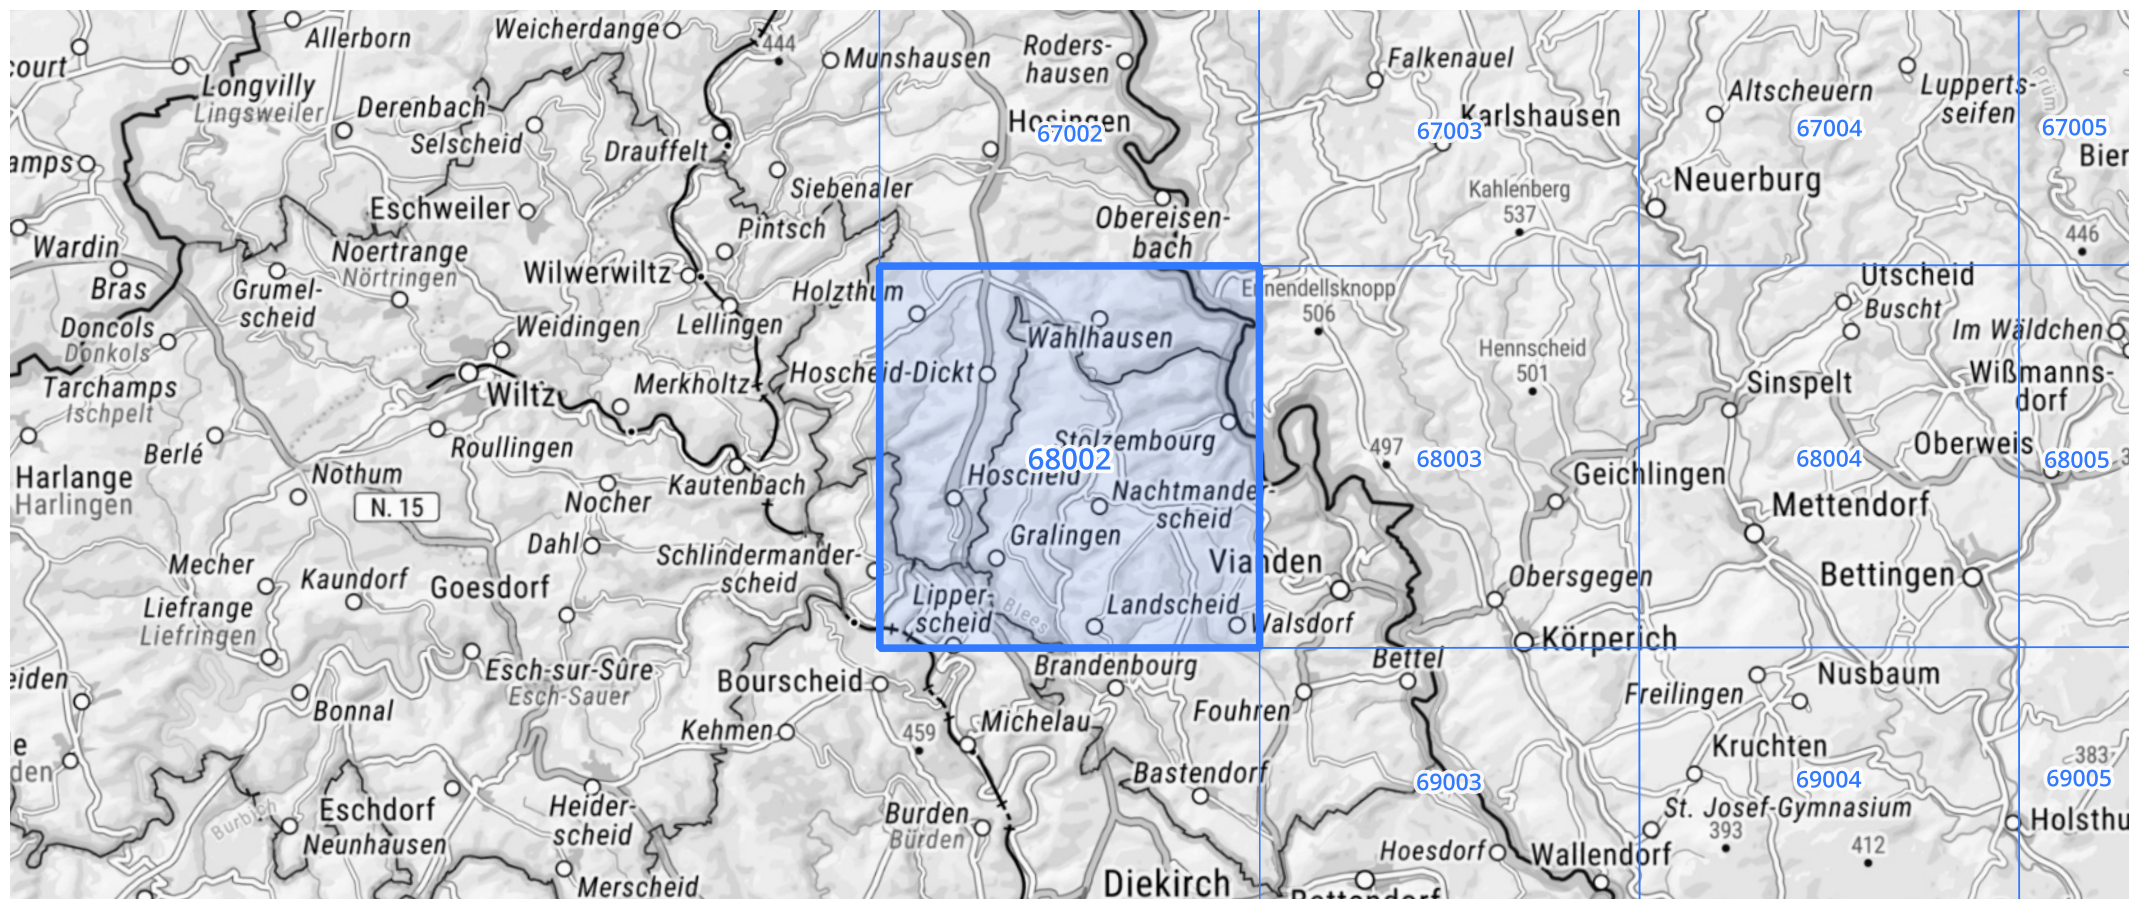 Allerborn
Weicherdange
444
Munshausen
Roders-
hausen
Falkenauel
court
Longvilly
Lingsweiler
Derenbach
Selscheid
Drauffelt
Hosingen
67002
67003
Karlshausen
Altscheuern
67004
Lupperts-
seifen
Prüm
67005
Bier
amps
Siebenaler
Eschweiler
Pintsch
Obereisen-
bach
Kahlenberg
537
Neuerburg
446
Wardin
Bras
Noertrange
Nörtringen
Grumel-
scheid
Wilwerwiltz
Holzthum
Ennendellsknopp
506
Utscheid
Buscht
Im Wäldchen
Doncols
Donkols
Weidingen
Lellingen
Wahlhausen
Hennscheid
501
Tarchamps
Ischpelt
Wiltz
Merkholtz
Hoscheid-Dickt
Sinspelt
Wißmanns-
dorf
Berlé
Roullingen
Stolzembourg
68002
497
68003
68004
Oberweis
68005
3
Harlange
Harlingen
Nothum
N. 15
Nocher
Kautenbach
Hoscheid
Nachtmander-
scheid
Geichlingen
Mettendorf
Dahl
Schlindermander-
scheid
Gralingen
Vianden
Mecher
Kaundorf
Goesdorf
Obersgegen
Bettingen
Liefrange
Liefringen
Lipper-
scheid
Blees
Landscheid
Walsdorf
Körperich
eiden
Esch-sur-Sûre
Esch-Sauer
Bourscheid
Brandenbourg
Bettel
Nusbaum
Freilingen
Bonnal
Kehmen
459
Michelau
Fouhren
Kruchten
383
e
den
Bastendorf
69003
69004
69005
Burbich
Eschdorf
Neunhausen
Heider-
scheid
Burden
Bürden
St. Josef-Gymnasium
393
412
Holsthu
Merscheid
Diekirch
Hoesdorf
Wallendorf
Bettendorf